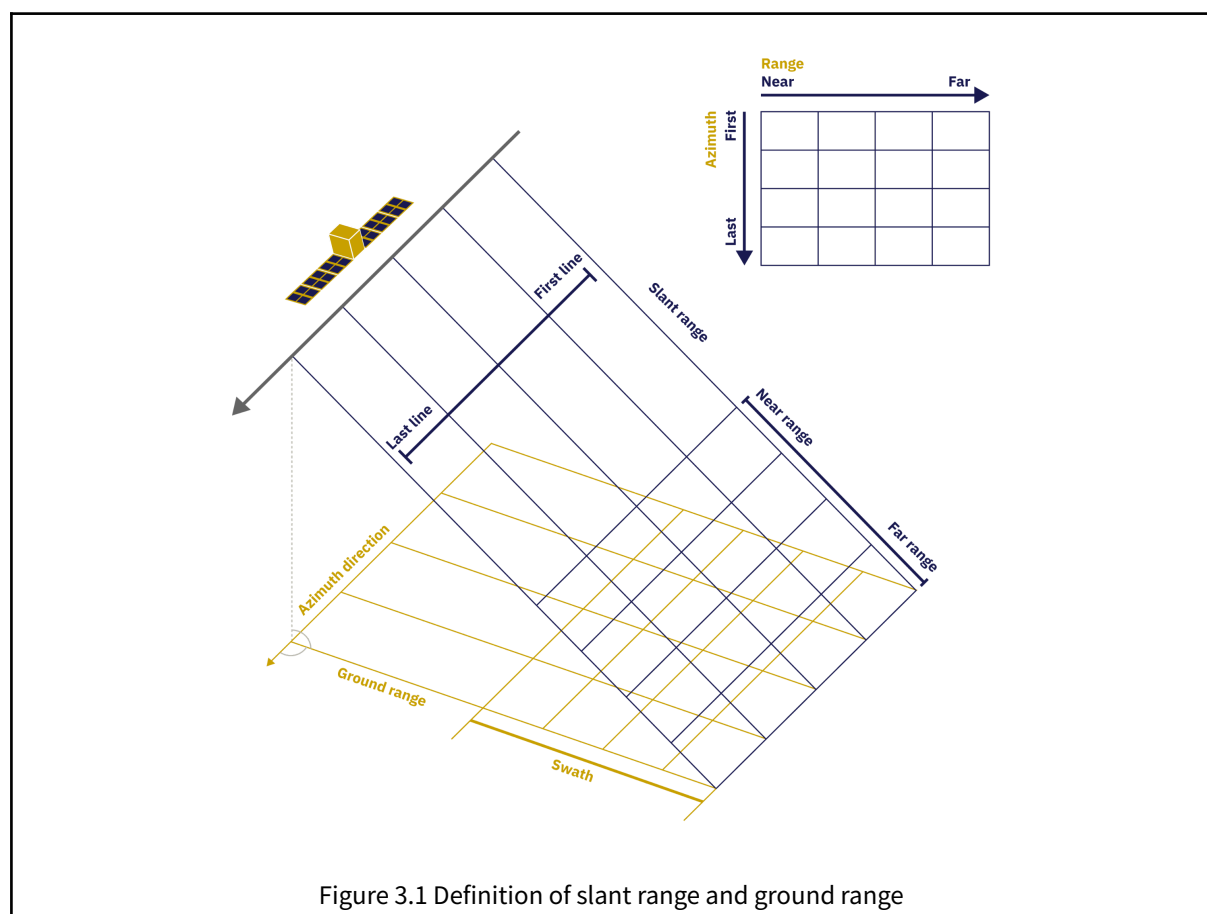 Range
Near
Far
Azimuth
First
Last
First line
Last line
Slant range
Near range
Far range
Azimuth direction
Ground range
Swath
Figure 3.1 Definition of slant range and ground range